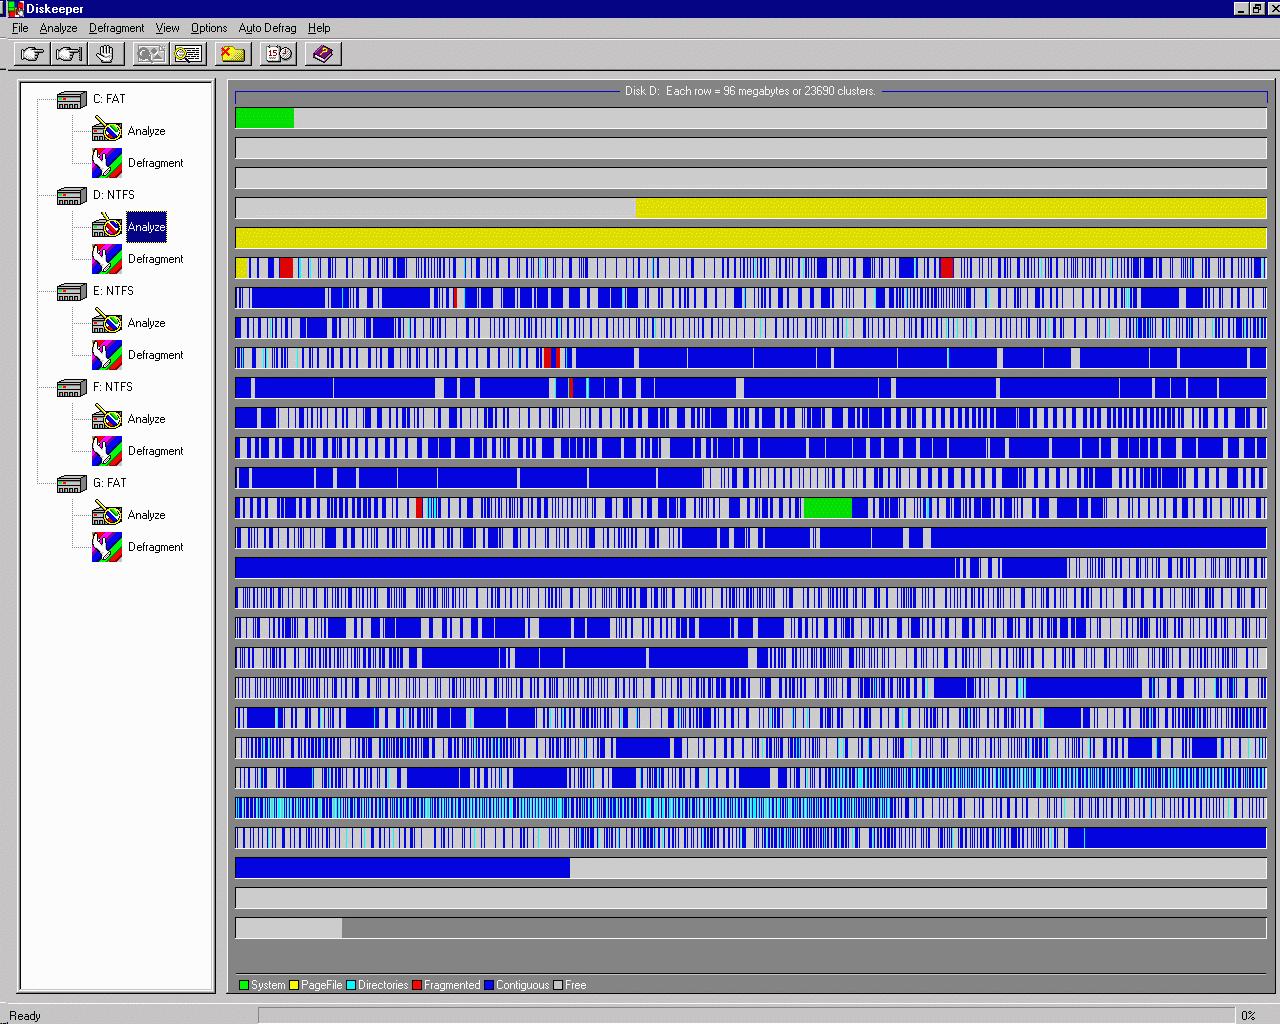 Diskeeper
File Analyze Defragment View Options Auto Defrag Help
15
?
C: FAT
Analyze
Defragment
D: NTFS
Analyze
Defragment
E: NTFS
Analyze
Defragment
F: NTFS
Analyze
Defragment
G: FAT
Analyze
Defragment
Disk D: Each row = 96 megabytes or 23690 clusters.
System PageFile Directories Fragmented Contiguous Free
Ready 0%